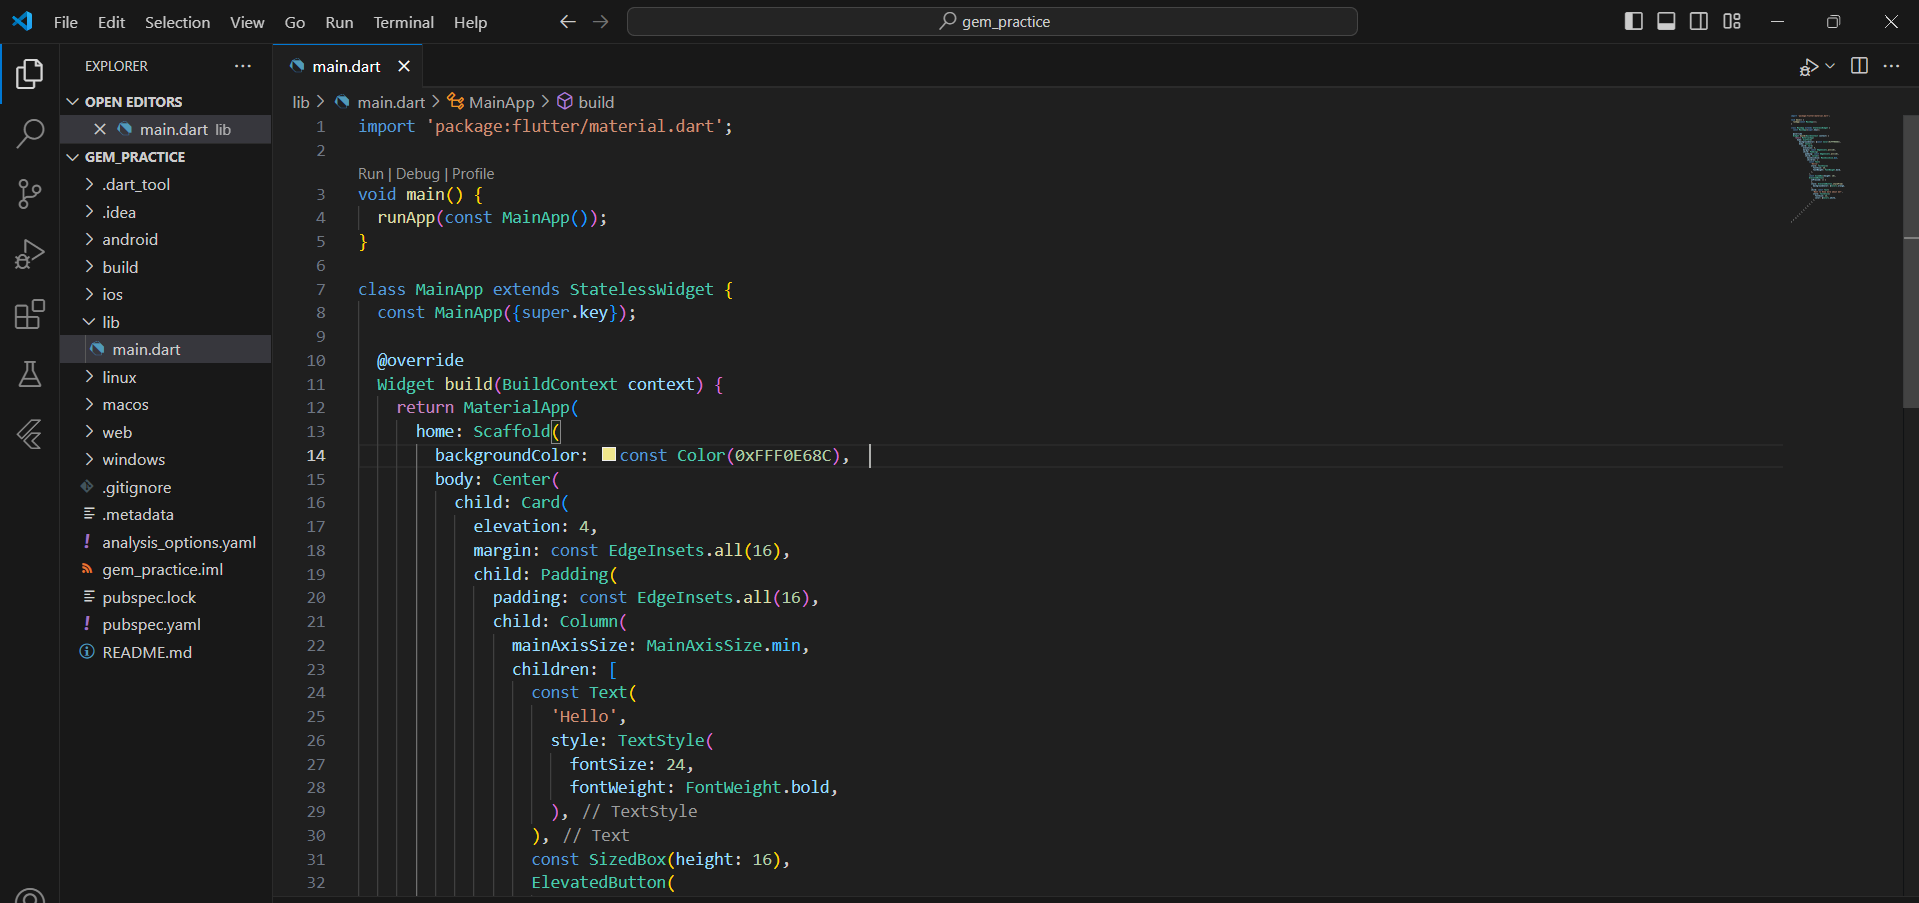 File Edit Selection View Go Run Terminal Help
gem_practice
EXPLORER
OPEN EDITORS
main.dart lib
GEM_PRACTICE
.dart_tool
.idea
android
build
ios
lib
main.dart
linux
macos
web
windows
.gitignore
.metadata
analysis_options.yaml
gem_practice.iml
pubspec.lock
pubspec.yaml
README.md
main.dart
lib > main.dart > MainApp > build
1 import 'package:flutter/material.dart';
2
Run | Debug | Profile
3 void main() {
4 runApp(const MainApp());
5 }
6
7 class MainApp extends StatelessWidget {
8 const MainApp({super.key});
9
10 @override
11 Widget build(BuildContext context) {
12 return MaterialApp(
13 home: Scaffold(
14 backgroundColor: const Color(0xFFF0E68C),
15 body: Center(
16 child: Card(
17 elevation: 4,
18 margin: const EdgeInsets.all(16),
19 child: Padding(
20 padding: const EdgeInsets.all(16),
21 child: Column(
22 mainAxisSize: MainAxisSize.min,
23 children: [
24 const Text(
25 'Hello',
26 style: TextStyle(
27 fontSize: 24,
28 fontWeight: FontWeight.bold,
29 ), // TextStyle
30 ), // Text
31 const SizedBox(height: 16),
32 ElevatedButton(